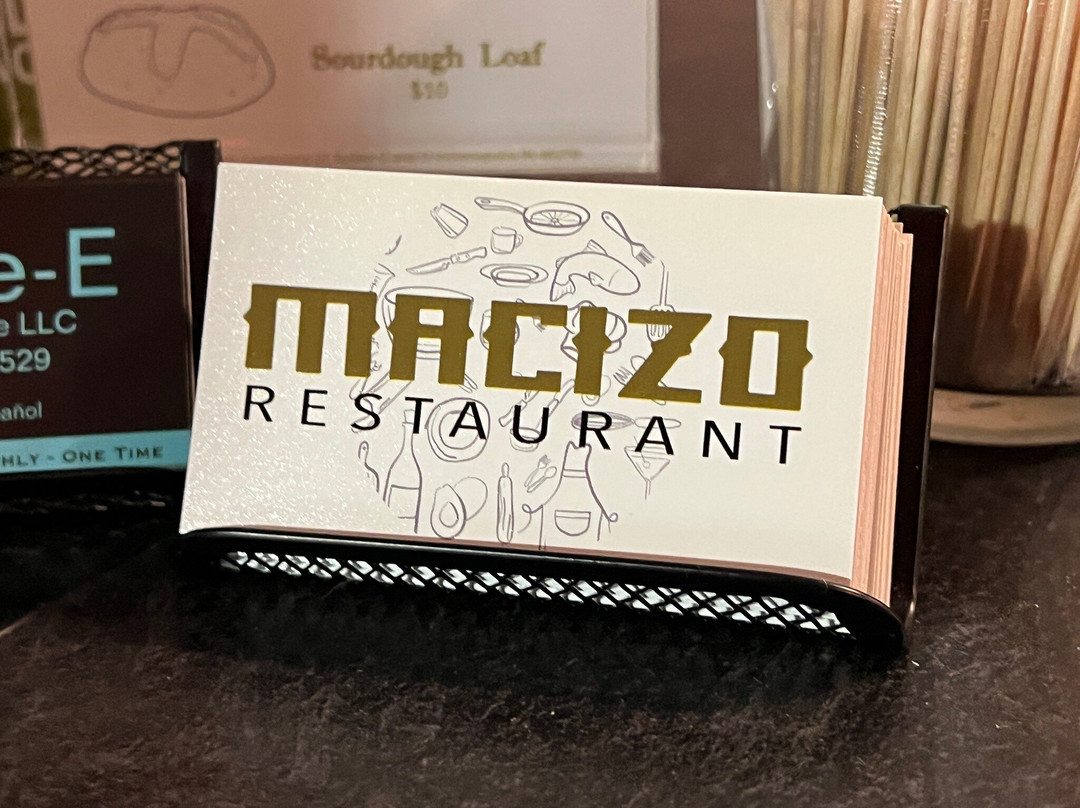 Sourdough Loaf
$10
e-E
e LLC
529
añol
HLY - ONE TIME
MACIZO
RESTAURANT